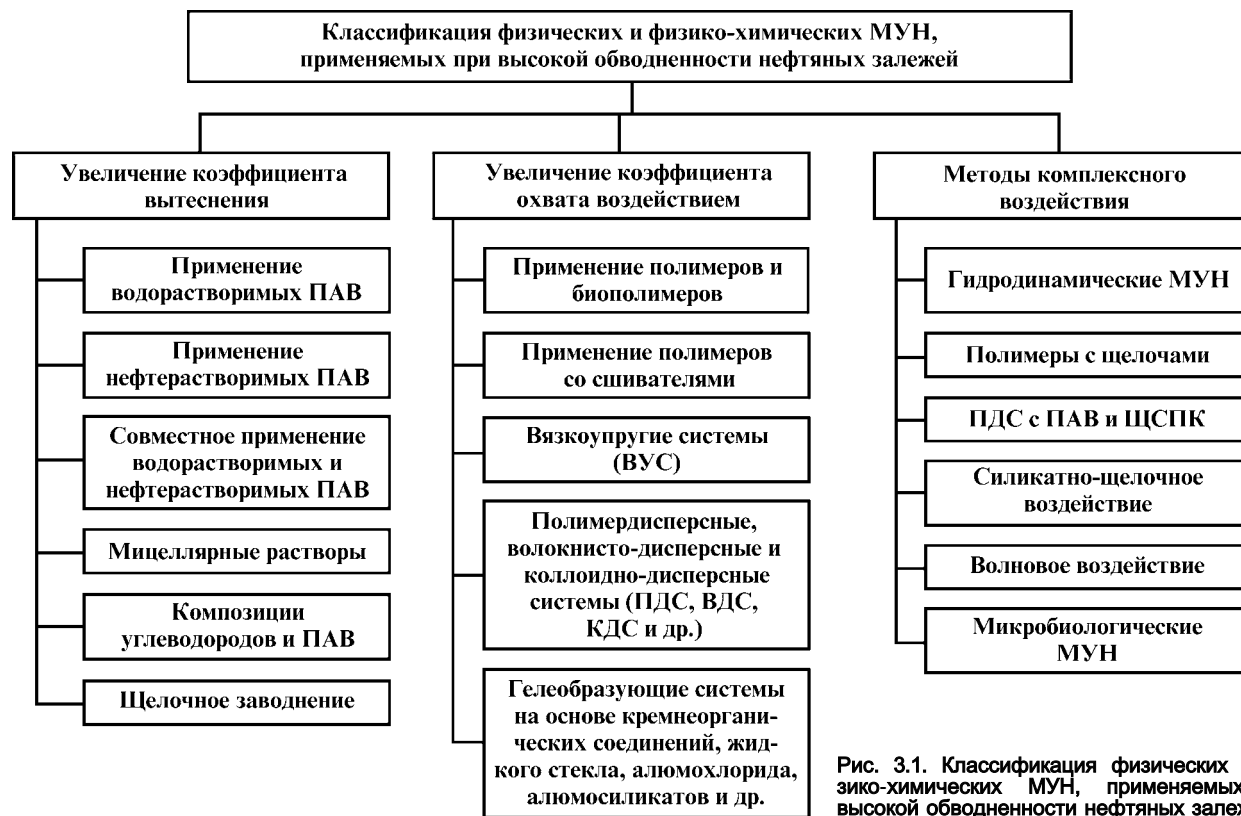 Классификация физических и физико-химических МУН,
применяемых при высокой обводненности нефтяных залежей
Увеличение коэффициента
вытеснения
Применение
водорастворимых ПАВ
Применение
нефтерастворимых ПАВ
Совместное применение
водорастворимых и
нефтерастворимых ПАВ
Мицеллярные растворы
Композиции
углеводородов и ПАВ
Щелочное заводнение
Увеличение коэффициента
охвата воздействием
Применение полимеров и
биополимеров
Применение полимеров
со сшивателями
Вязкоупругие системы
(ВУС)
Полимердисперсные,
волокнисто-дисперсные и
коллоидно-дисперсные
системы (ПДС, ВДС,
КДС и др.)
Гелеобразующие системы
на основе кремнеоргани-
ческих соединений, жид-
кого стекла, алюмохлорида,
алюмосиликатов и др.
Методы комплексного
воздействия
Гидродинамические МУН
Полимеры с щелочами
ПДС с ПАВ и ЩСПК
Силикатно-щелочное
воздействие
Волновое воздействие
Микробиологические
МУН
Рис. 3.1. Классификация физических
зико-химических МУН, применяемых
высокой обводненности нефтяных залеж